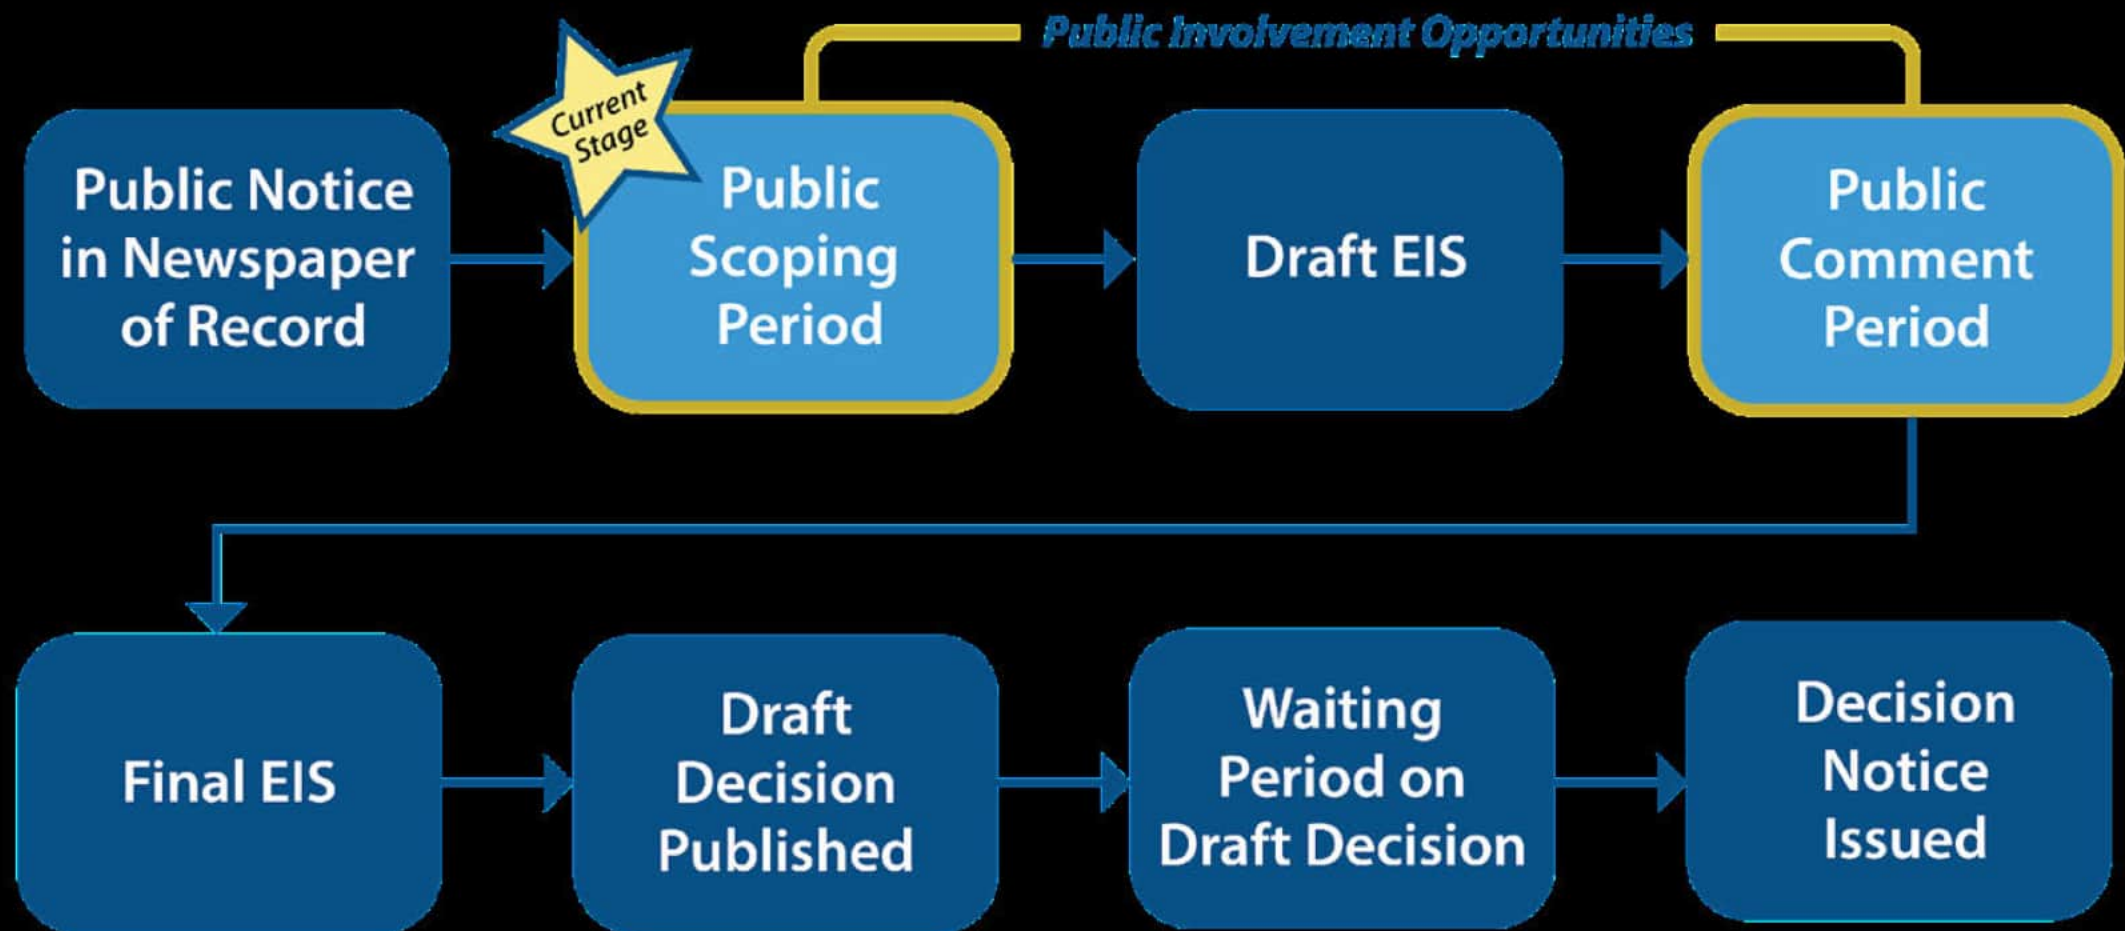 Public Involvement Opportunities
Current
Stage
Public Notice
in Newspaper
of Record
Public
Scoping
Period
Draft EIS
Public
Comment
Period
Final EIS
Draft
Decision
Published
Waiting
Period on
Draft Decision
Decision
Notice
Issued